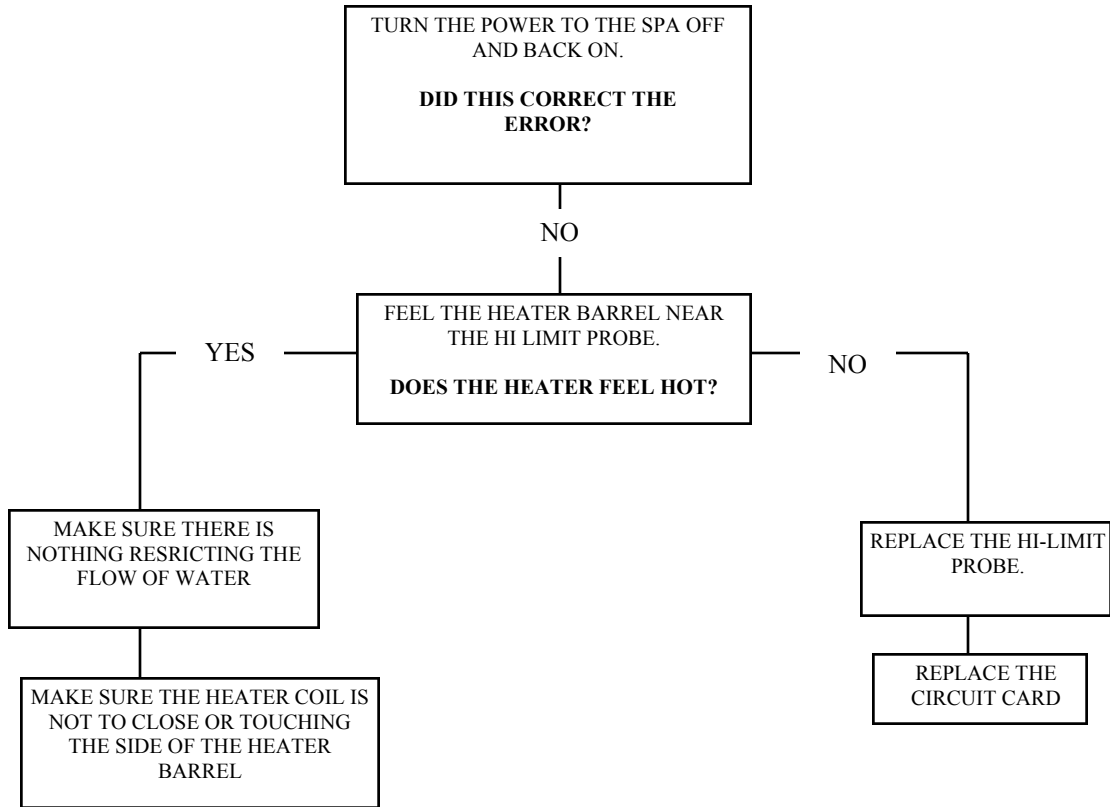 TURN THE POWER TO THE SPA OFF
AND BACK ON.
DID THIS CORRECT THE
ERROR?
NO
FEEL THE HEATER BARREL NEAR
THE HI LIMIT PROBE.
DOES THE HEATER FEEL HOT?
YES
NO
MAKE SURE THERE IS
NOTHING RESRICTING THE
FLOW OF WATER
MAKE SURE THE HEATER COIL IS
NOT TO CLOSE OR TOUCHING
THE SIDE OF THE HEATER
BARREL
REPLACE THE HI-LIMIT
PROBE.
REPLACE THE
CIRCUIT CARD